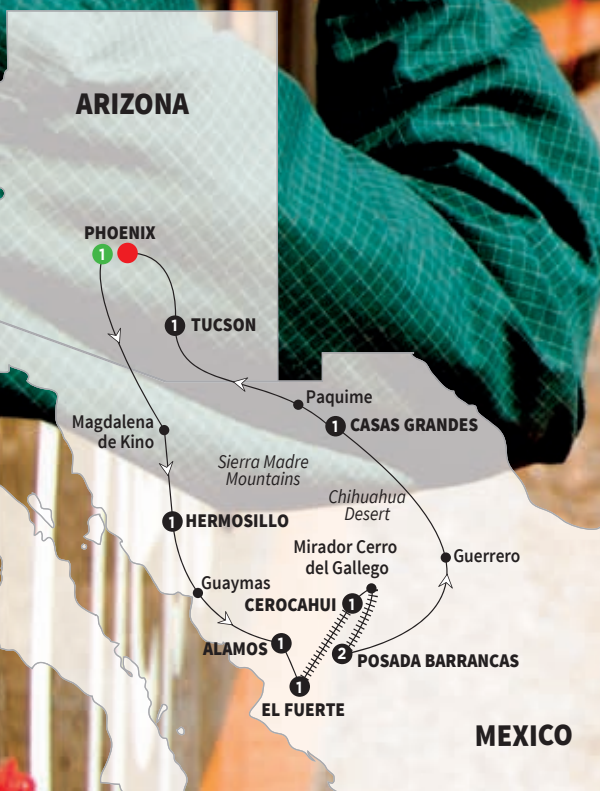 ARIZONA
PHOENIX
1
1 TUCSON
Paquime
1 CASAS GRANDES
Magdalena
de Kino
Sierra Madre
Mountains
Chihuahua
Desert
1 HERMOSILLO
Mirador Cerro
del Gallego
Guerrero
Guaymas
CEROCAHUI 1
ALAMOS 1
2 POSADA BARRANCAS
1
EL FUERTE
MEXICO